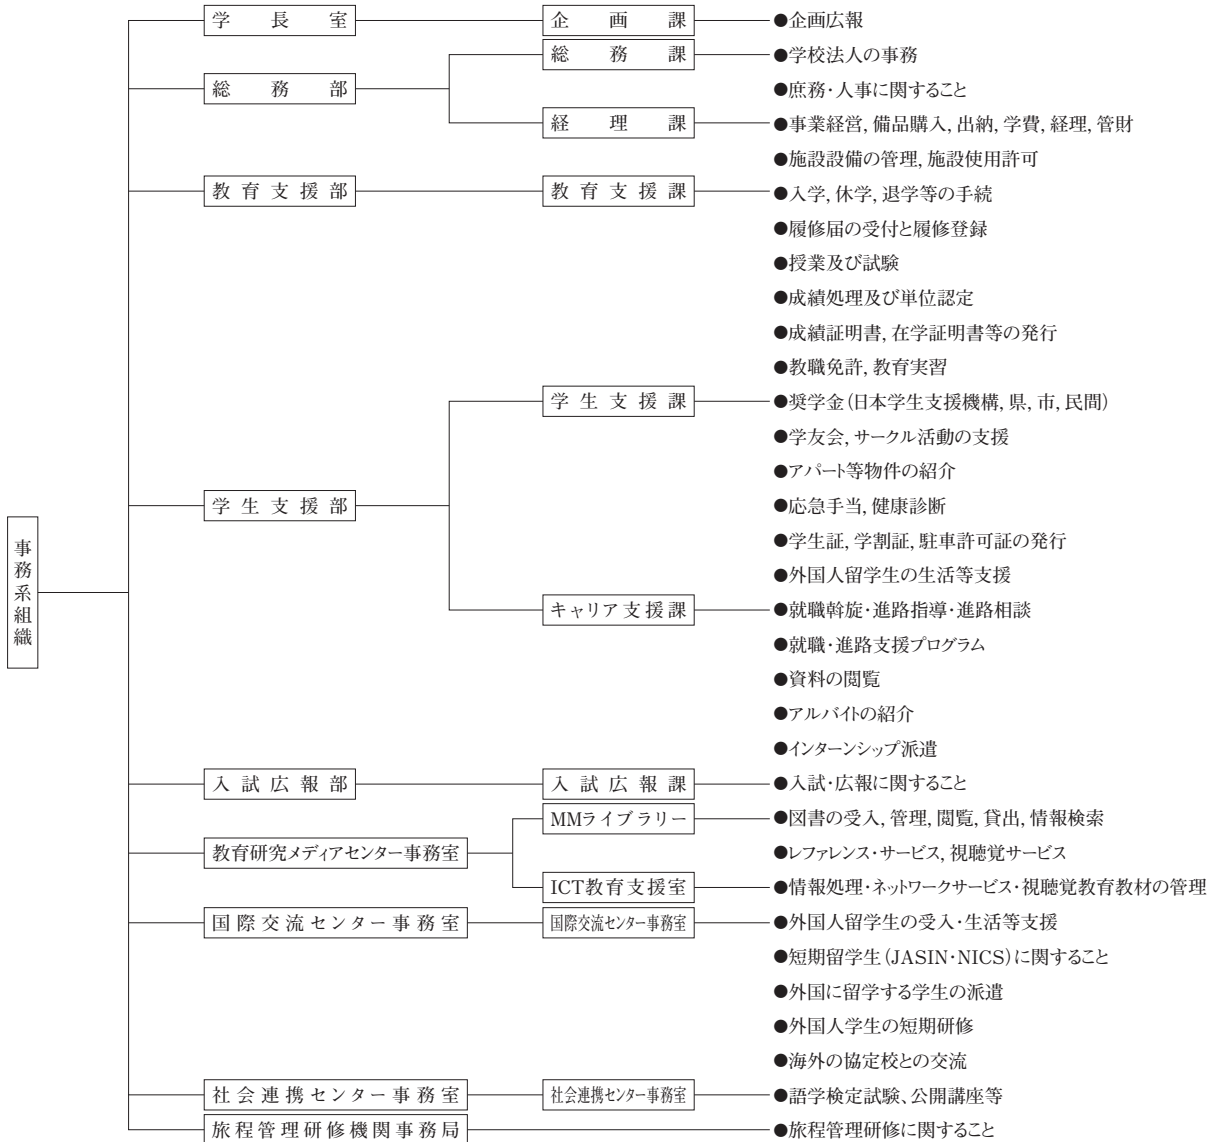 学長室 企画課 ●企画広報
総務課 ●学校法人の事務
総務部 ●庶務・人事に関すること
経理課 ●事業経営, 備品購入, 出納, 学費, 経理, 管財
●施設設備の管理, 施設使用許可
教育支援部 教育支援課 ●入学, 休学, 退学等の手続
●履修届の受付と履修登録
●授業及び試験
●成績処理及び単位認定
●成績証明書, 在学証明書等の発行
●教職免許, 教育実習
学生支援課 ●奨学金(日本学生支援機構, 県, 市, 民間)
●学友会, サークル活動の支援
●アパート等物件の紹介
学生支援部 ●応急手当, 健康診断
●学生証, 学割証, 駐車許可証の発行
●外国人留学生の生活等支援
事務系組織
キャリア支援課 ●就職斡旋・進路指導・進路相談
●就職・進路支援プログラム
●資料の閲覧
●アルバイトの紹介
●インターンシップ派遣
入試広報部 入試広報課 ●入試・広報に関すること
MMライブラリー ●図書の受入, 管理, 閲覧, 貸出, 情報検索
教育研究メディアセンター事務室 ●レファレンス・サービス, 視聴覚サービス
ICT教育支援室 ●情報処理・ネットワークサービス・視聴覚教育教材の管理
国際交流センター事務室 国際交流センター事務室 ●外国人留学生の受入・生活等支援
●短期留学生(JASIN・NICS)に関すること
●外国に留学する学生の派遣
●外国人学生の短期研修
●海外の協定校との交流
社会連携センター事務室 社会連携センター事務室 ●語学検定試験、公開講座等
旅程管理研修機関事務局 ●旅程管理研修に関すること